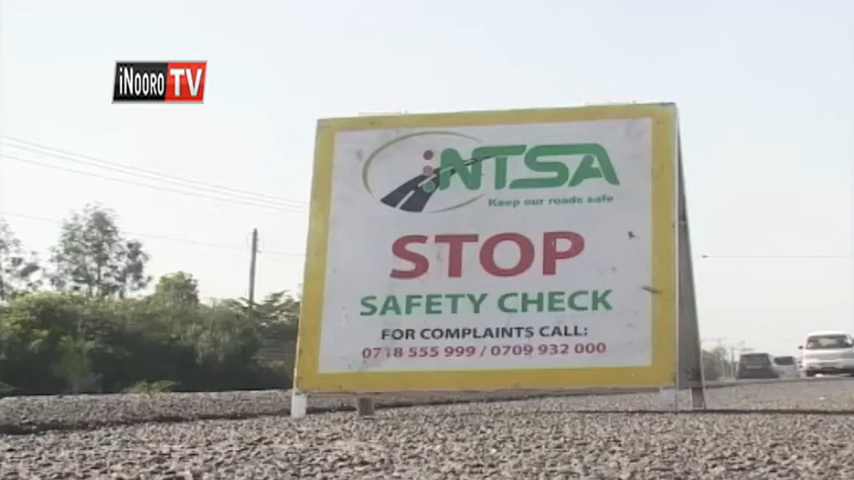 iNooro TV
NTSA
Keep our roads safe
STOP
SAFETY CHECK
FOR COMPLAINTS CALL:
0718 555 999 / 0709 932 000